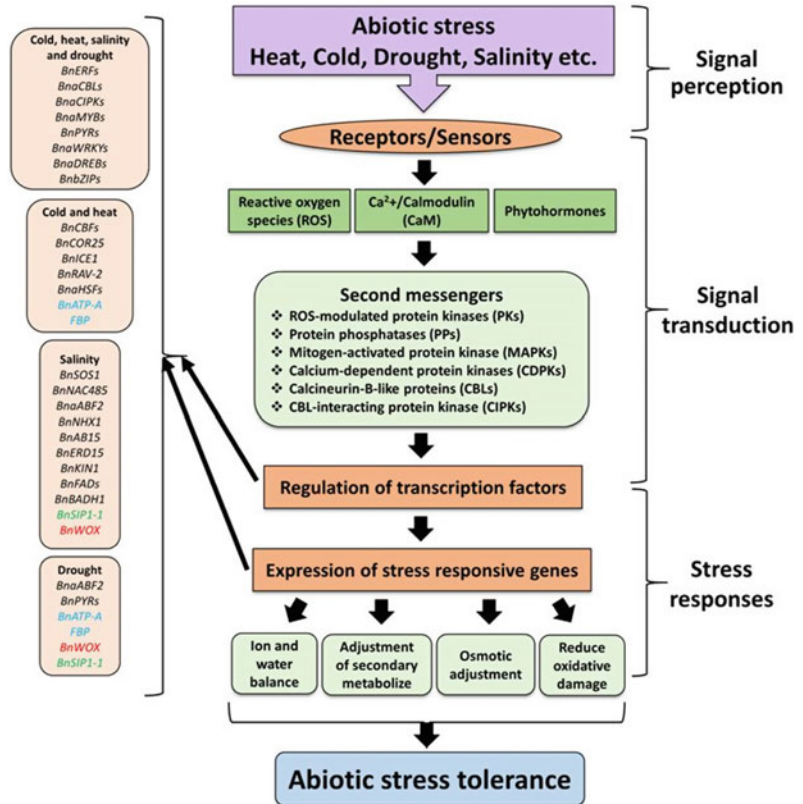 Abiotic stress
Heat, Cold, Drought, Salinity etc.
Receptors/Sensors
Reactive oxygen
species (ROS)
Ca²⁺/Calmodulin
(CaM)
Phytohormones
Second messengers
❖ ROS-modulated protein kinases (PKs)
❖ Protein phosphatases (PPs)
❖ Mitogen-activated protein kinase (MAPKs)
❖ Calcium-dependent protein kinases (CDPKs)
❖ Calcineurin-B-like proteins (CBLs)
❖ CBL-interacting protein kinase (CIPKs)
Regulation of transcription factors
Expression of stress responsive genes
Ion and
water
balance
Adjustment
of secondary
metabolize
Osmotic
adjustment
Reduce
oxidative
damage
Abiotic stress tolerance
Signal
perception
Signal
transduction
Stress
responses
Cold, heat, salinity
and drought
BnERFs
BnaCBLs
BnaCIPKs
BnaMYBs
BnPYRs
BnaWRKYs
BnaDREBs
BnbZIPs
Cold and heat
BnCBFs
BnCOR25
BnICE1
BnRAV-2
BnaHSFs
BnATP-A
FBP
Salinity
BnSOS1
BnNAC485
BnaABF2
BnNHX1
BnAB15
BnERD15
BnKIN1
BnFADs
BnBADH1
BnSIP1-1
BnWOX
Drought
BnaABF2
BnPYRs
BnATP-A
FBP
BnWOX
BnSIP1-1